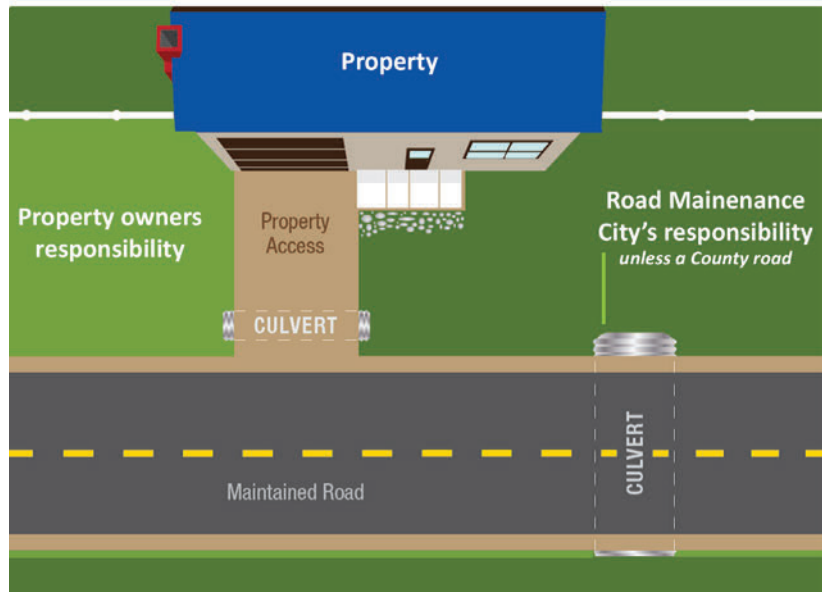 Property
Property owners
responsibility
Property
Access
Road Mainenance
City's responsibility
unless a County road
CULVERT
CULVERT
Maintained Road